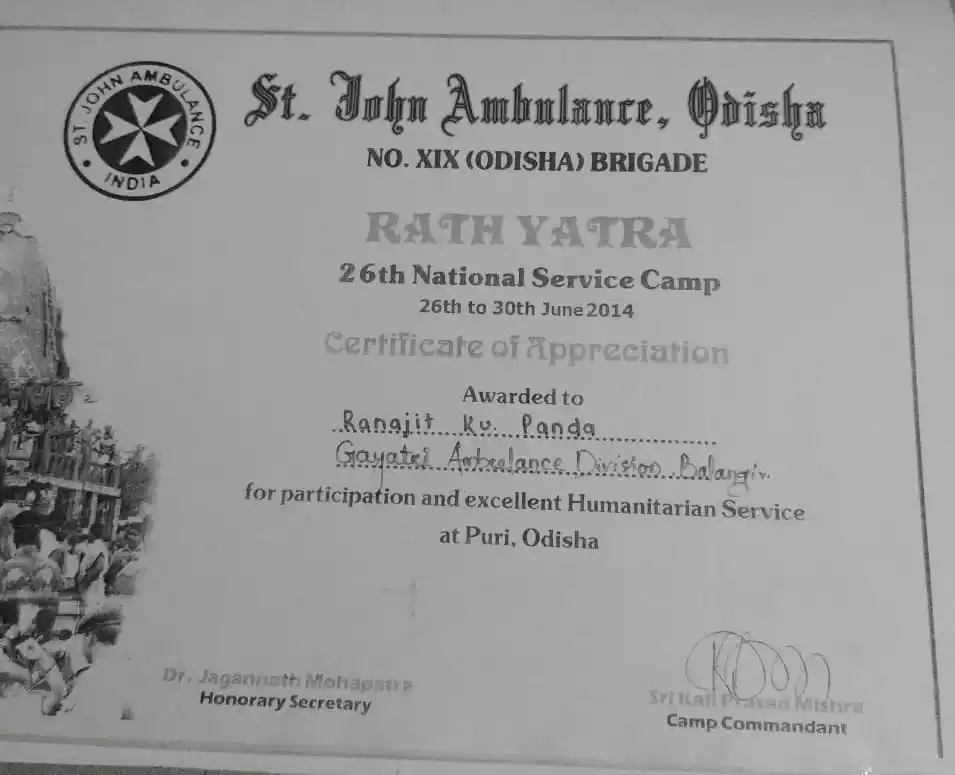 ST. JOHN AMBULANCE
INDIA
St. John Ambulance, Odisha
NO. XIX (ODISHA) BRIGADE
RATH YATRA
26th National Service Camp
26th to 30th June 2014
Certificate of Appreciation
Awarded to
Ranajit Ku. Panda
Gayatri Ambulance Division Balangir.
for participation and excellent Humanitarian Service
at Puri, Odisha
Dr. Jagannath Mohapatra
Honorary Secretary
Sri Kali Prasad Mishra
Camp Commandant